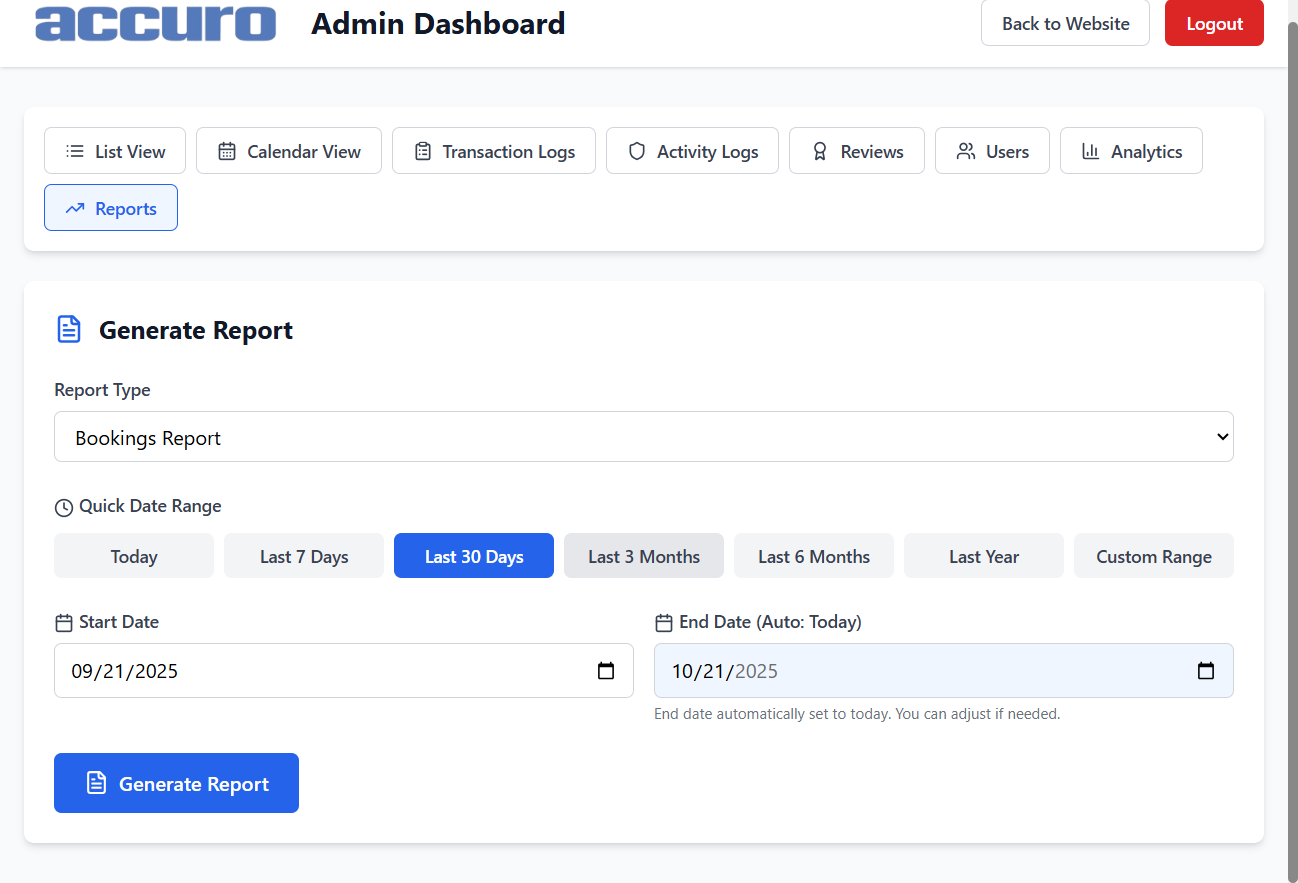 accuro Admin Dashboard Back to Website Logout
List View Calendar View Transaction Logs Activity Logs Reviews Users Analytics
Reports
Generate Report
Report Type
Bookings Report
Quick Date Range
Today Last 7 Days Last 30 Days Last 3 Months Last 6 Months Last Year Custom Range
Start Date End Date (Auto: Today)
09/21/2025 10/21/2025
End date automatically set to today. You can adjust if needed.
Generate Report